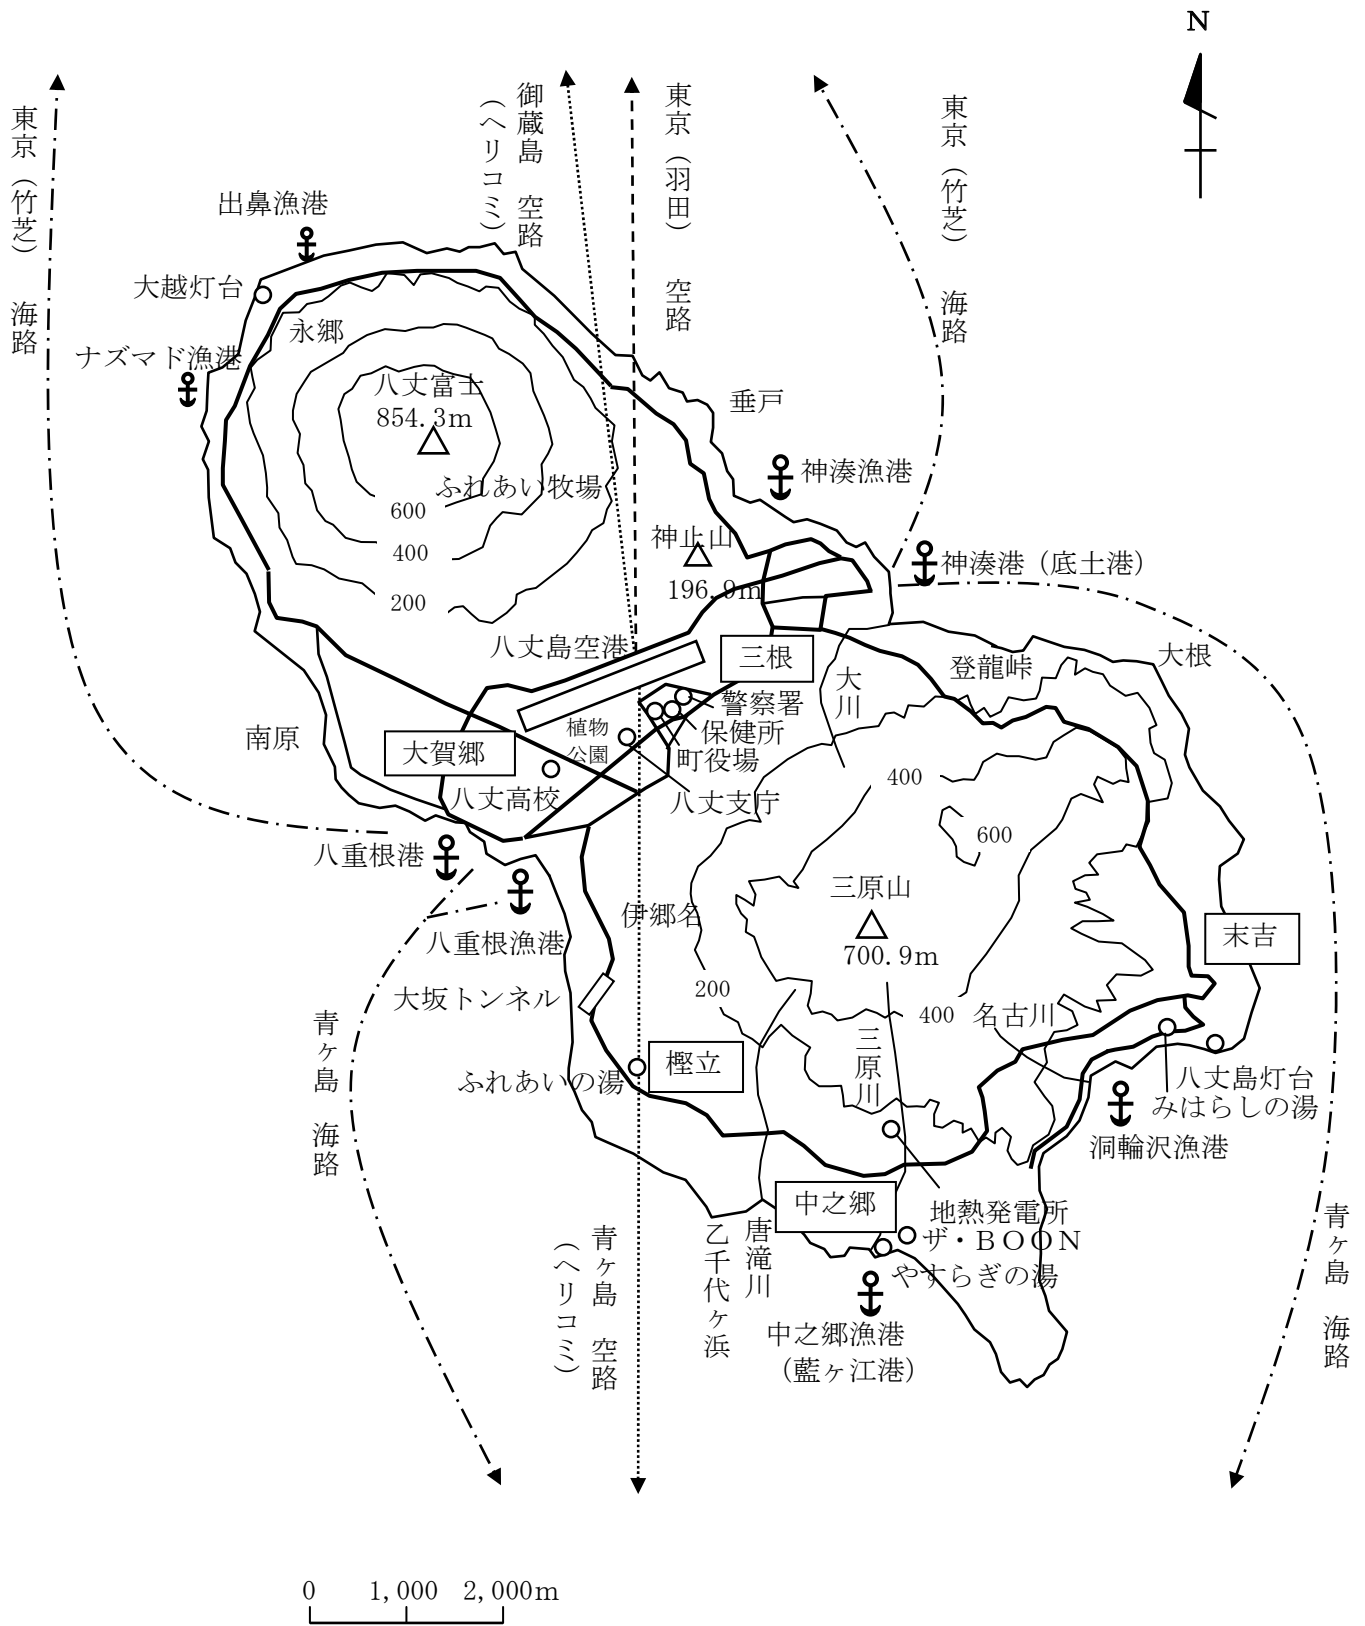 N
東京（竹芝）　海路
御蔵島　空路
（ヘリコミ）
東京（羽田）　空路
東京（竹芝）　海路
出鼻漁港
大越灯台
永郷
ナズマド漁港
八丈富士
854.3m
垂戸
ふれあい牧場
神湊漁港
600
神止山
400
神湊港（底土港）
196.9m
200
八丈島空港
三根
大根
登龍峠
大川
警察署
植物
公園
保健所
南原
大賀郷
町役場
400
八丈高校
八丈支庁
600
八重根港
三原山
伊郷名
末吉
八重根漁港
700.9m
200
大坂トンネル
400
名古川
青ヶ島　海路
三原川
樫立
ふれあいの湯
八丈島灯台
みはらしの湯
洞輪沢漁港
中之郷
地熱発電所
ザ・ＢＯＯＮ
やすらぎの湯
青ヶ島　空路
（ヘリコミ）
乙千代ヶ浜
唐滝川
青ヶ島　海路
中之郷漁港
（藍ヶ江港）
0 1,000 2,000m